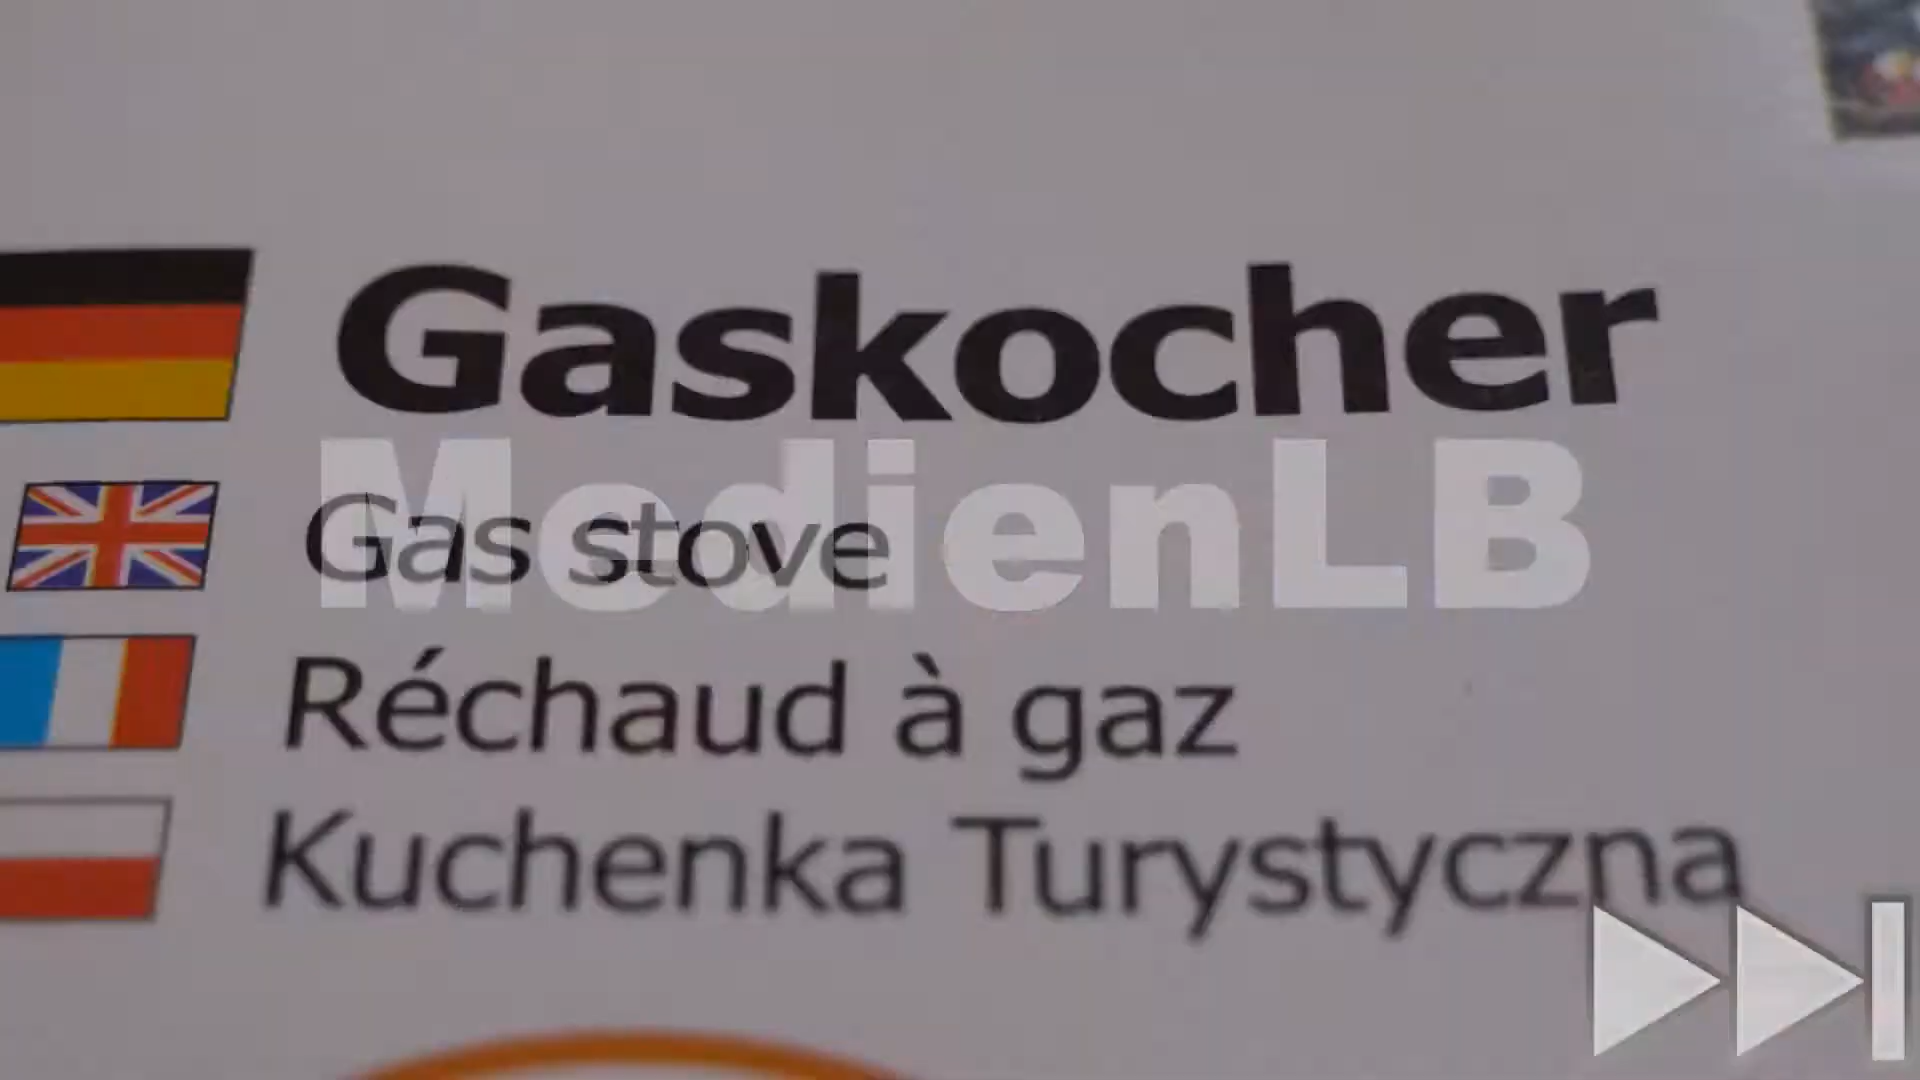 Gaskocher
MedienLB
Gas stove
Réchaud à gaz
Kuchenka Turystyczna